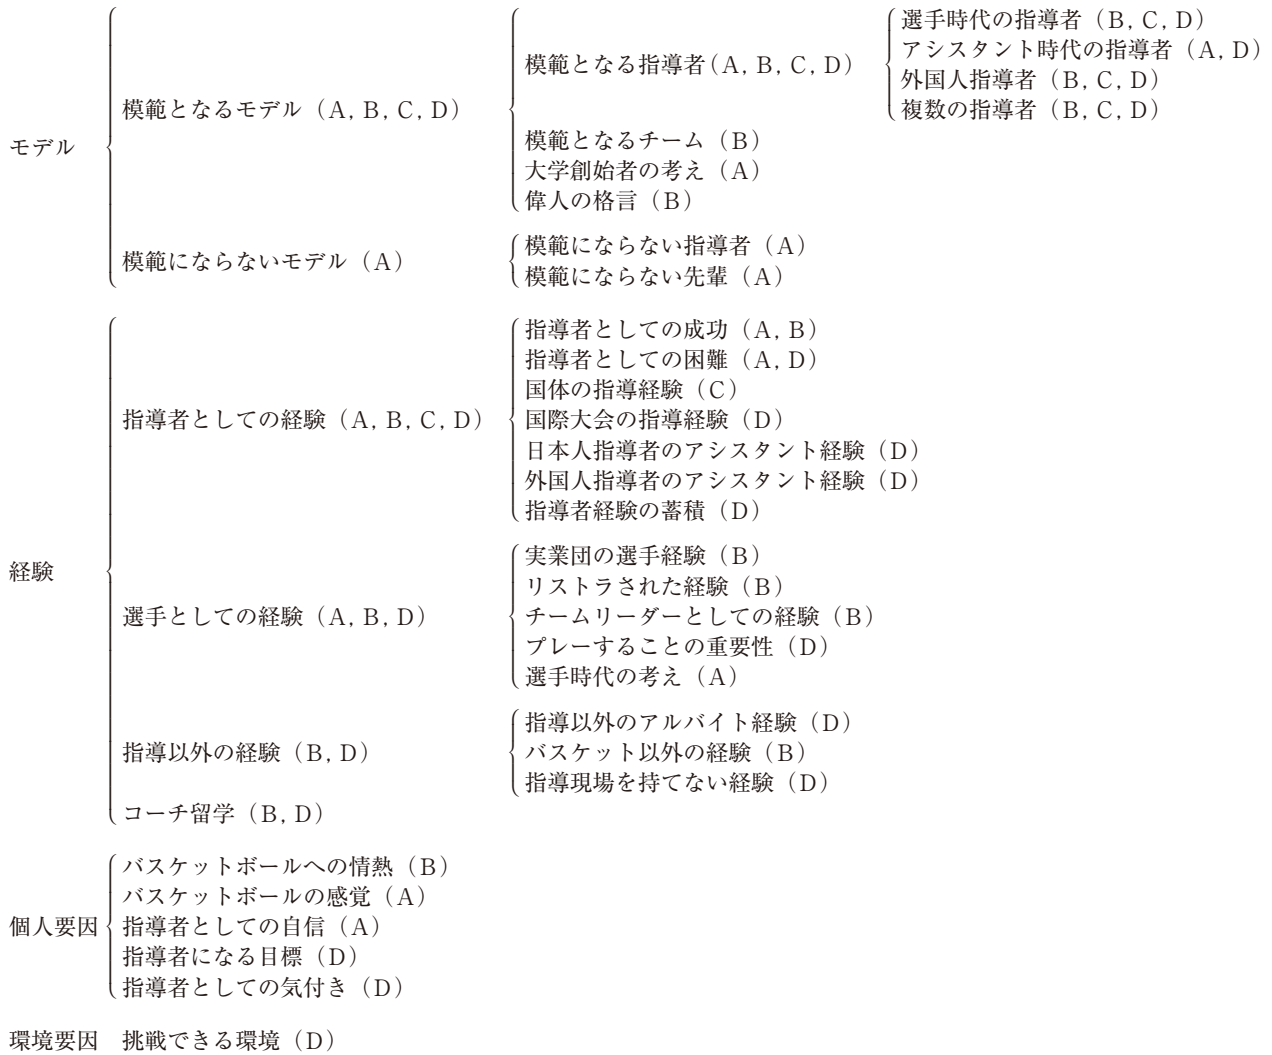 モデル
模範となるモデル（A, B, C, D）
模範となる指導者（A, B, C, D）
選手時代の指導者（B, C, D）
アシスタント時代の指導者（A, D）
外国人指導者（B, C, D）
複数の指導者（B, C, D）
模範となるチーム（B）
大学創始者の考え（A）
偉人の格言（B）
模範にならないモデル（A）
模範にならない指導者（A）
模範にならない先輩（A）
経験
指導者としての経験（A, B, C, D）
指導者としての成功（A, B）
指導者としての困難（A, D）
国体の指導経験（C）
国際大会の指導経験（D）
日本人指導者のアシスタント経験（D）
外国人指導者のアシスタント経験（D）
指導者経験の蓄積（D）
選手としての経験（A, B, D）
実業団の選手経験（B）
リストラされた経験（B）
チームリーダーとしての経験（B）
プレーすることの重要性（D）
選手時代の考え（A）
指導以外の経験（B, D）
指導以外のアルバイト経験（D）
バスケット以外の経験（B）
指導現場を持てない経験（D）
コーチ留学（B, D）
個人要因
バスケットボールへの情熱（B）
バスケットボールの感覚（A）
指導者としての自信（A）
指導者になる目標（D）
指導者としての気付き（D）
環境要因　挑戦できる環境（D）